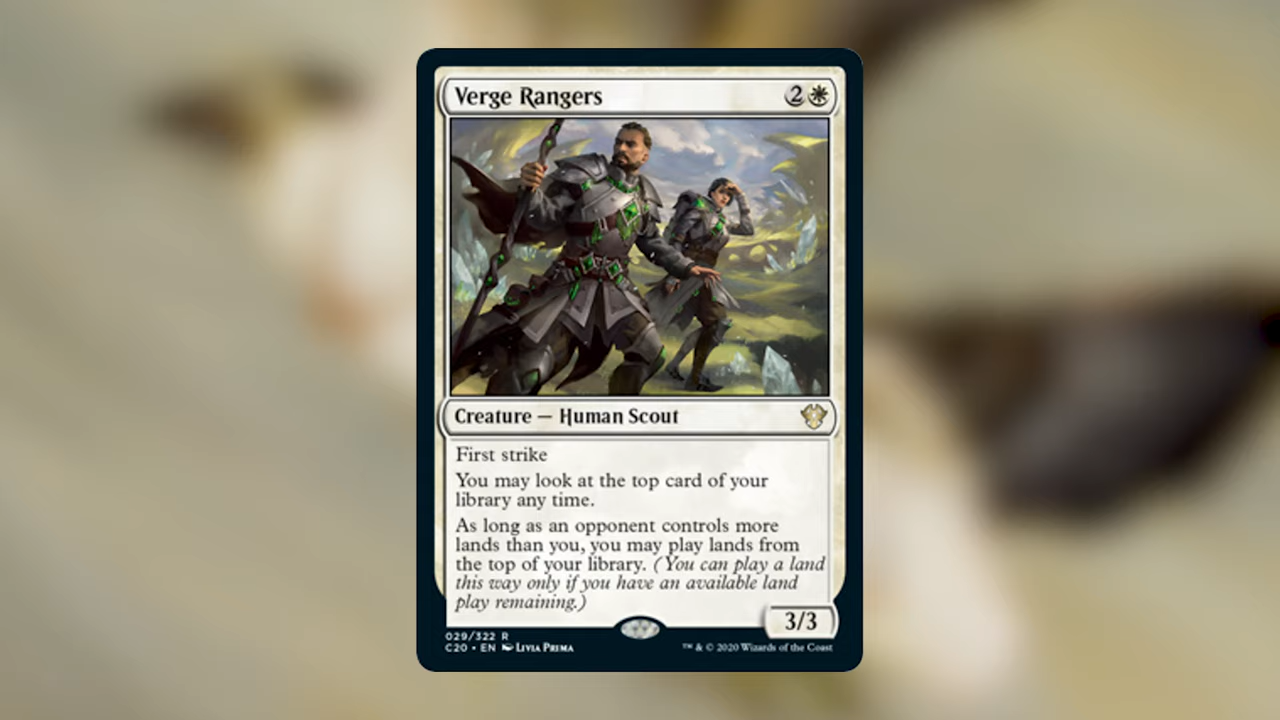 Verge Rangers 2
Creature — Human Scout
First strike
You may look at the top card of your
library any time.
As long as an opponent controls more
lands than you, you may play lands from
the top of your library. (You can play a land
this way only if you have an available land
play remaining.)
3/3
029/322 R
C20 • EN LIVIA PRIMA
™ & © 2020 Wizards of the Coast